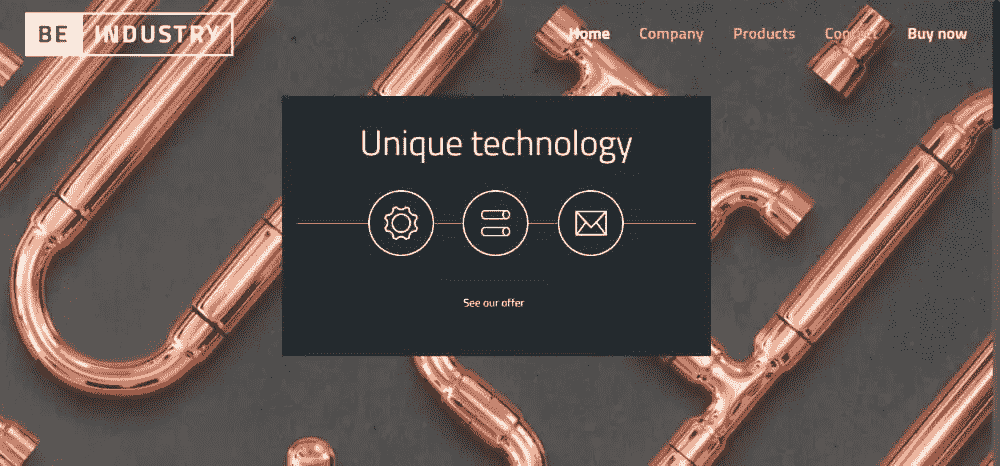 BE INDUSTRY
Home Company Products Contact Buy now
Unique technology
See our offer